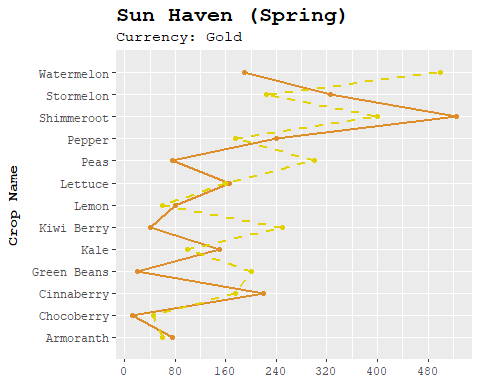 Sun Haven (Spring)
Currency: Gold
Watermelon
Stormelon
Shimmeroot
Pepper
Peas
Lettuce
Lemon
Kiwi Berry
Kale
Green Beans
Cinnaberry
Chocoberry
Armoranth
Crop Name
0 80 160 240 320 400 480